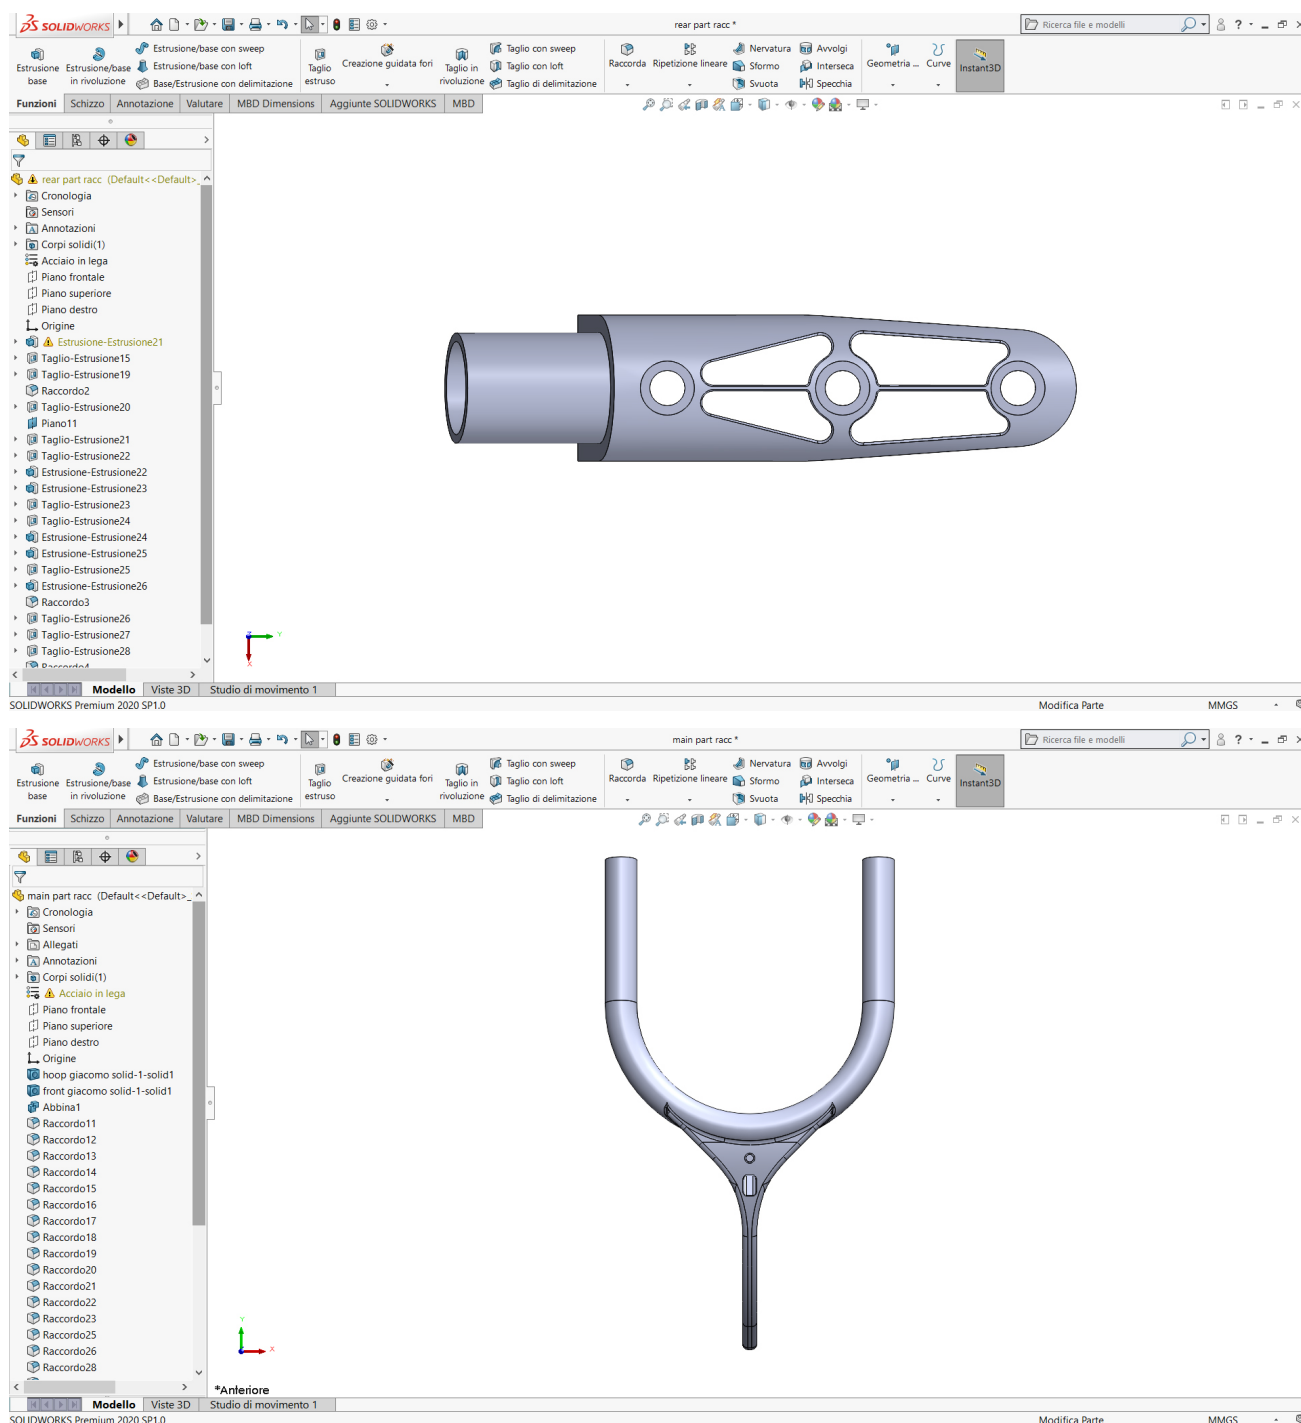 SOLIDWORKS
rear part racc *
Ricerca file e modelli
?
Estrusione base
Estrusione/base in rivoluzione
Estrusione/base con sweep
Estrusione/base con loft
Base/Estrusione con delimitazione
Taglio estruso
Creazione guidata fori
Taglio in rivoluzione
Taglio con sweep
Taglio con loft
Taglio di delimitazione
Raccorda
Ripetizione lineare
Nervatura
Sformo
Svuota
Avvolgi
Interseca
Specchia
Geometria ...
Curve
Instant3D
Funzioni Schizzo Annotazione Valutare MBD Dimensions Aggiunte SOLIDWORKS MBD
rear part racc (Default<<Default>_
Cronologia
Sensori
Annotazioni
Corpi solidi(1)
Acciaio in lega
Piano frontale
Piano superiore
Piano destro
Origine
Estrusione-Estrusione21
Taglio-Estrusione15
Taglio-Estrusione19
Raccordo2
Taglio-Estrusione20
Piano11
Taglio-Estrusione21
Taglio-Estrusione22
Estrusione-Estrusione22
Estrusione-Estrusione23
Taglio-Estrusione23
Taglio-Estrusione24
Estrusione-Estrusione24
Estrusione-Estrusione25
Taglio-Estrusione25
Estrusione-Estrusione26
Raccordo3
Taglio-Estrusione26
Taglio-Estrusione27
Taglio-Estrusione28
Raccordo4
Z Y
X
Modello Viste 3D Studio di movimento 1
SOLIDWORKS Premium 2020 SP1.0 Modifica Parte MMGS
SOLIDWORKS
main part racc *
Ricerca file e modelli
?
Estrusione base
Estrusione/base in rivoluzione
Estrusione/base con sweep
Estrusione/base con loft
Base/Estrusione con delimitazione
Taglio estruso
Creazione guidata fori
Taglio in rivoluzione
Taglio con sweep
Taglio con loft
Taglio di delimitazione
Raccorda
Ripetizione lineare
Nervatura
Sformo
Svuota
Avvolgi
Interseca
Specchia
Geometria ...
Curve
Instant3D
Funzioni Schizzo Annotazione Valutare MBD Dimensions Aggiunte SOLIDWORKS MBD
main part racc (Default<<Default>_
Cronologia
Sensori
Allegati
Annotazioni
Corpi solidi(1)
Acciaio in lega
Piano frontale
Piano superiore
Piano destro
Origine
hoop giacomo solid-1-solid1
front giacomo solid-1-solid1
Abbina1
Raccordo11
Raccordo12
Raccordo13
Raccordo14
Raccordo15
Raccordo16
Raccordo17
Raccordo18
Raccordo19
Raccordo20
Raccordo21
Raccordo22
Raccordo23
Raccordo25
Raccordo26
Raccordo28
Y
X
*Anteriore
Modello Viste 3D Studio di movimento 1
SOLIDWORKS Premium 2020 SP1.0 Modifica Parte MMGS